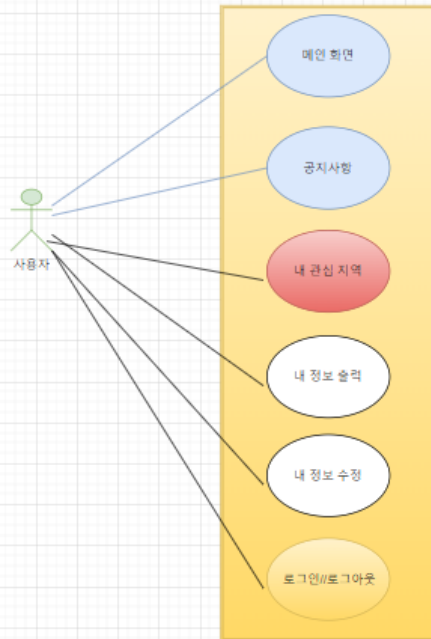 메인 화면
공지사항
내 관심 지역
사용자
내 정보 출력
내 정보 수정
로그인//로그아웃